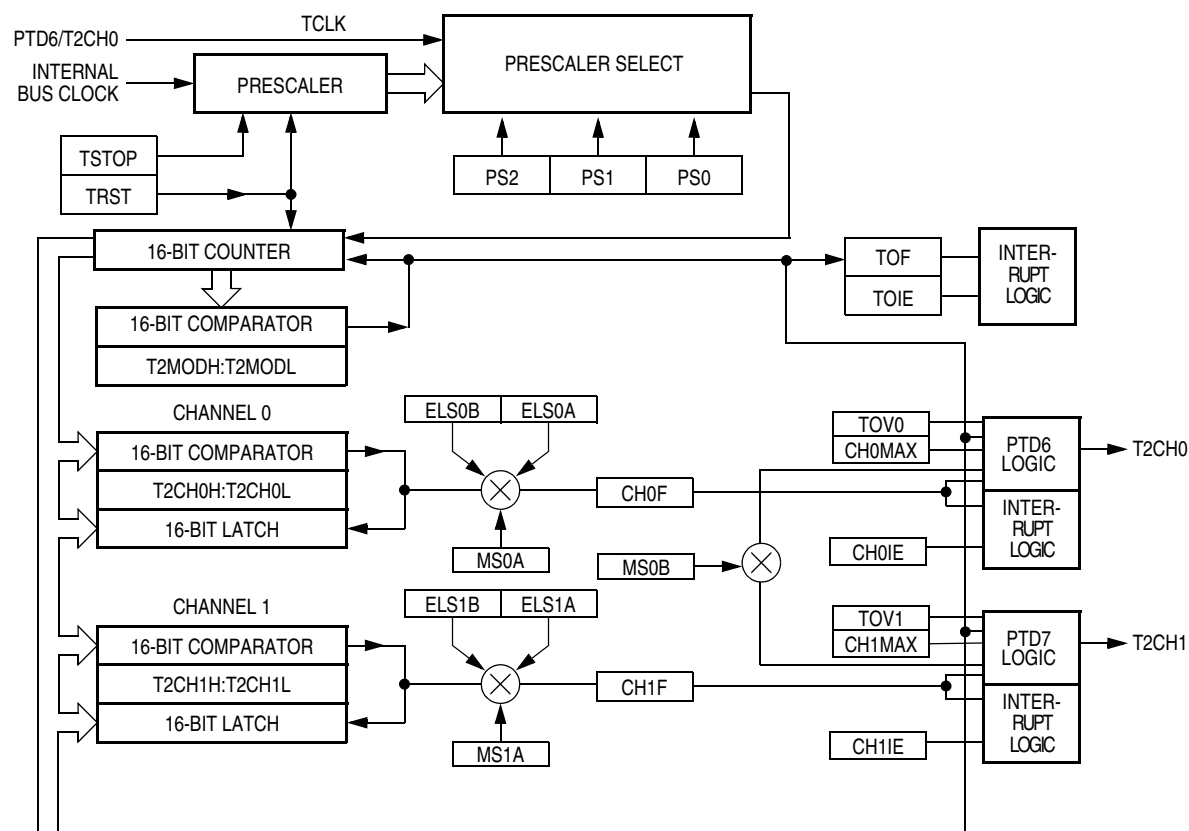 TCLK
PTD6/T2CH0
INTERNAL
BUS CLOCK
PRESCALER
PRESCALER SELECT
TSTOP
TRST
PS2
PS1
PS0
16-BIT COUNTER
TOF
TOIE
INTER-
RUPT
LOGIC
16-BIT COMPARATOR
T2MODH:T2MODL
CHANNEL 0
ELS0B
ELS0A
16-BIT COMPARATOR
T2CH0H:T2CH0L
16-BIT LATCH
MS0A
CH0F
TOV0
CH0MAX
PTD6
LOGIC
T2CH0
INTER-
RUPT
LOGIC
CH0IE
MS0B
CHANNEL 1
ELS1B
ELS1A
16-BIT COMPARATOR
T2CH1H:T2CH1L
16-BIT LATCH
MS1A
CH1F
TOV1
CH1MAX
PTD7
LOGIC
T2CH1
INTER-
RUPT
LOGIC
CH1IE